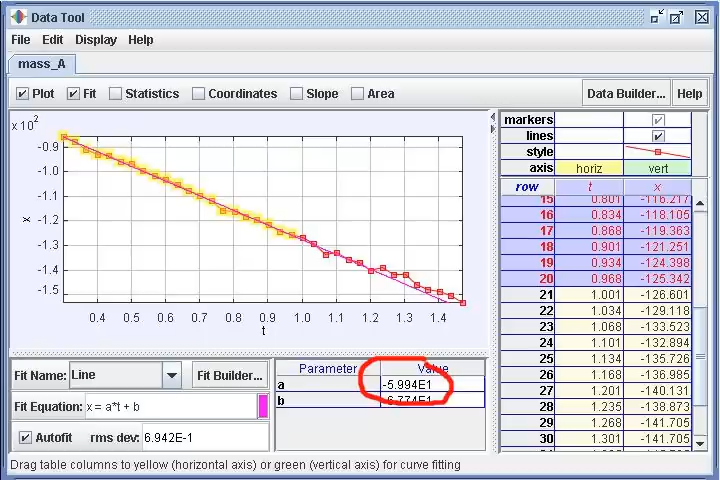 Data Tool
File Edit Display Help
mass_A
Plot Fit Statistics Coordinates Slope Area Data Builder... Help
x10²
-0.9
-1.0
-1.1
-1.2
-1.3
-1.4
-1.5
x
0.4 0.5 0.6 0.7 0.8 0.9 1.0 1.1 1.2 1.3 1.4
t
markers
lines
style
axis horiz vert
row t x
15 0.801 -116.217
16 0.834 -118.105
17 0.868 -119.363
18 0.901 -121.251
19 0.934 -124.398
20 0.968 -125.342
21 1.001 -126.601
22 1.034 -129.118
23 1.068 -133.523
24 1.101 -132.894
25 1.134 -135.726
26 1.168 -136.985
27 1.201 -140.131
28 1.235 -138.873
29 1.268 -141.705
30 1.301 -141.705
Fit Name: Line Fit Builder...
Fit Equation: x = a*t + b
Autofit rms dev: 6.942E-1
Parameter Value
a -5.994E1
b -6.774E1
Drag table columns to yellow (horizontal axis) or green (vertical axis) for curve fitting